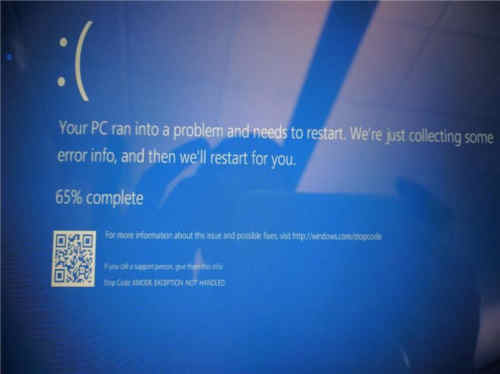 :(
Your PC ran into a problem and needs to restart. We're just collecting some
error info, and then we'll restart for you.
65% complete
For more information about this issue and possible fixes, visit http://windows.com/stopcode
If you call a support person, give them this info
Stop Code: KMODE EXCEPTION NOT HANDLED